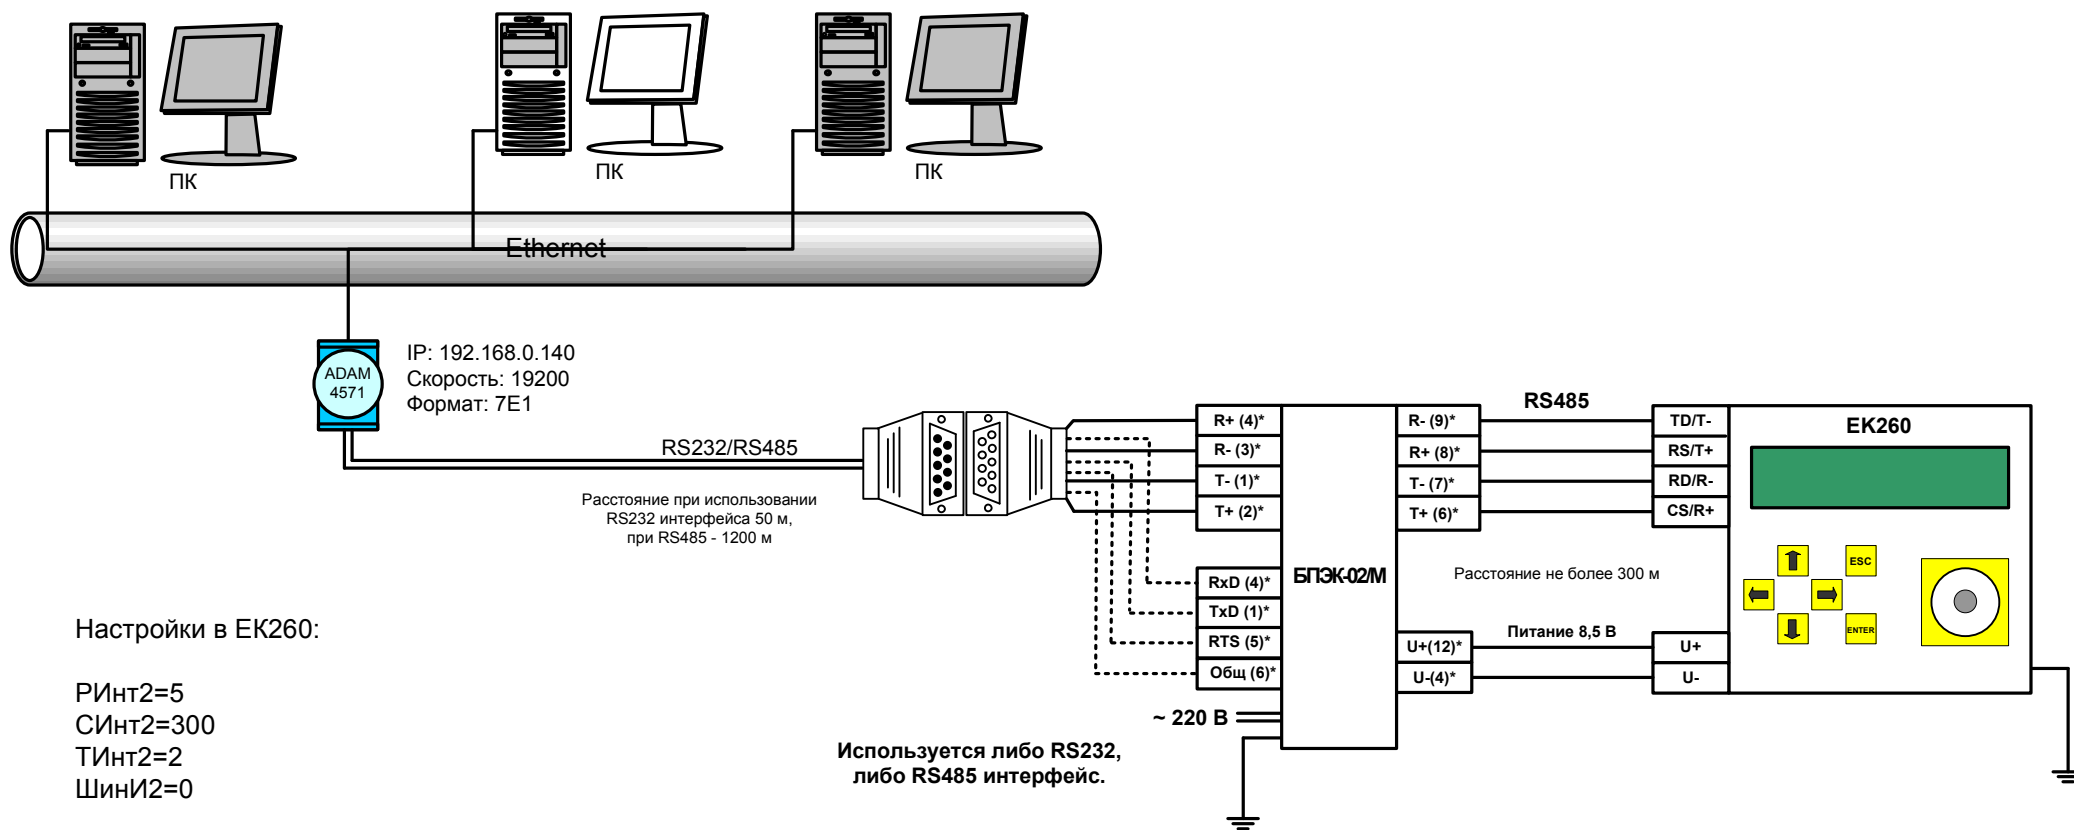 ПК
ПК
ПК
Ethernet
ADAM
4571
IP: 192.168.0.140
Скорость: 19200
Формат: 7E1
RS232/RS485
Расстояние при использовании
RS232 интерфейса 50 м,
при RS485 - 1200 м
R+ (4)*
R- (3)*
T- (1)*
T+ (2)*
RxD (4)*
TxD (1)*
RTS (5)*
Общ (6)*
~ 220 В
БПЭК-02/М
R- (9)*
R+ (8)*
T- (7)*
T+ (6)*
U+(12)*
U-(4)*
RS485
Расстояние не более 300 м
Питание 8,5 В
TD/T-
RS/T+
RD/R-
CS/R+
U+
U-
EK260
ESC
ENTER
Настройки в ЕК260:
РИнт2=5
СИнт2=300
ТИнт2=2
ШинИ2=0
Используется либо RS232,
либо RS485 интерфейс.